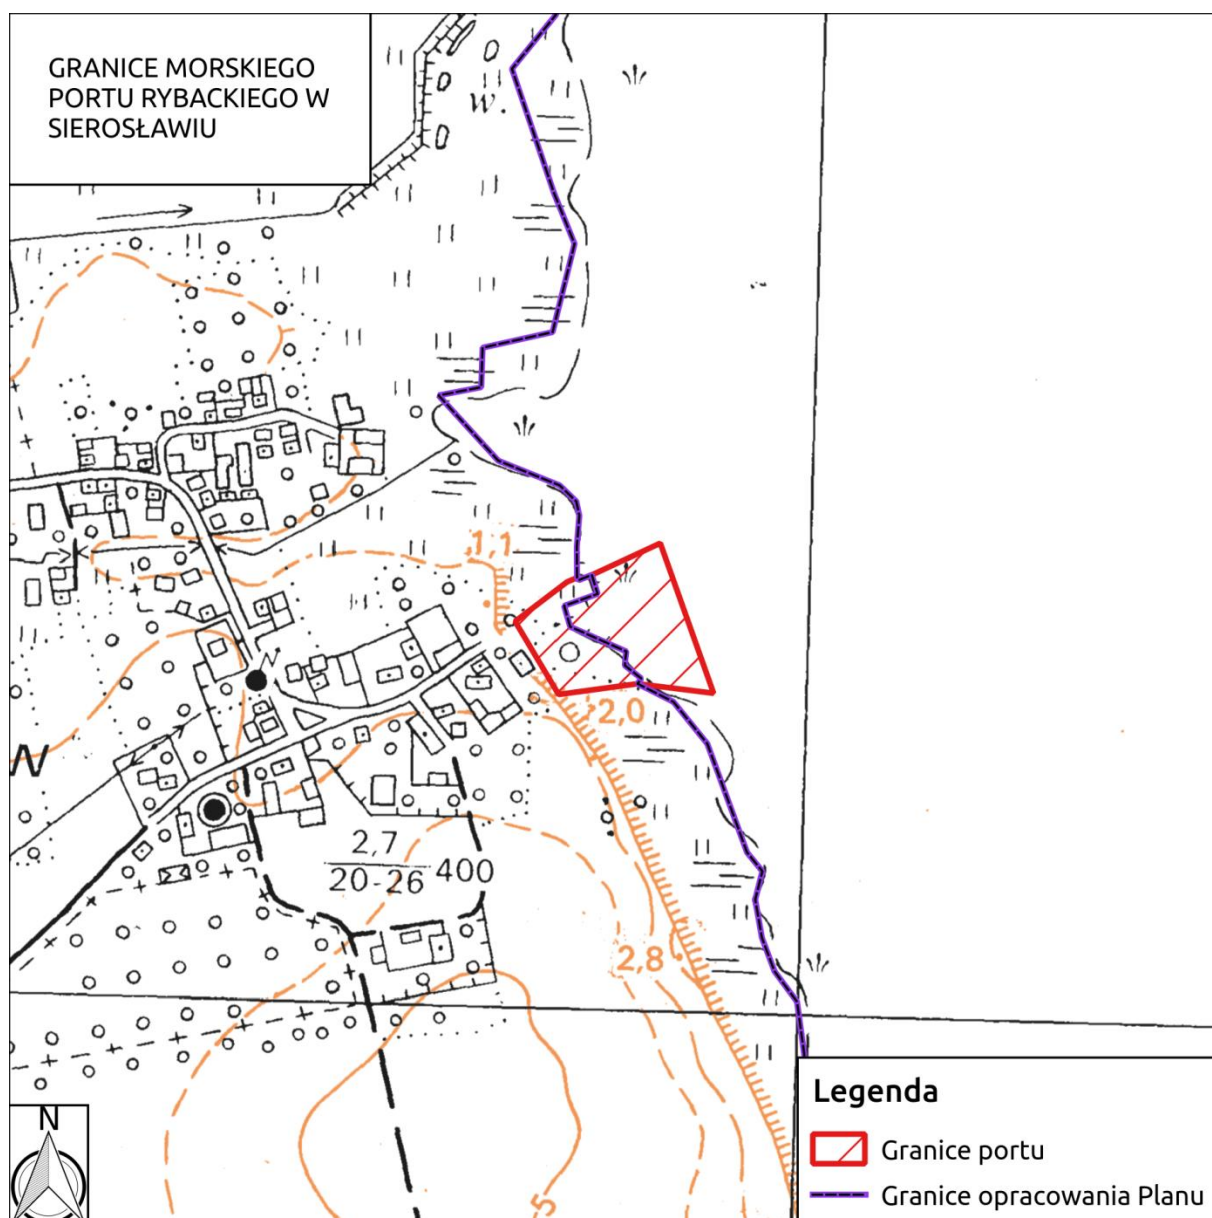 GRANICE MORSKIEGO
PORTU RYBACKIEGO W
SIEROSŁAWIU
w.
1,1
2,0
W
2,7
20-26 400
2,8
5
N
Legenda
Granice portu
Granice opracowania Planu